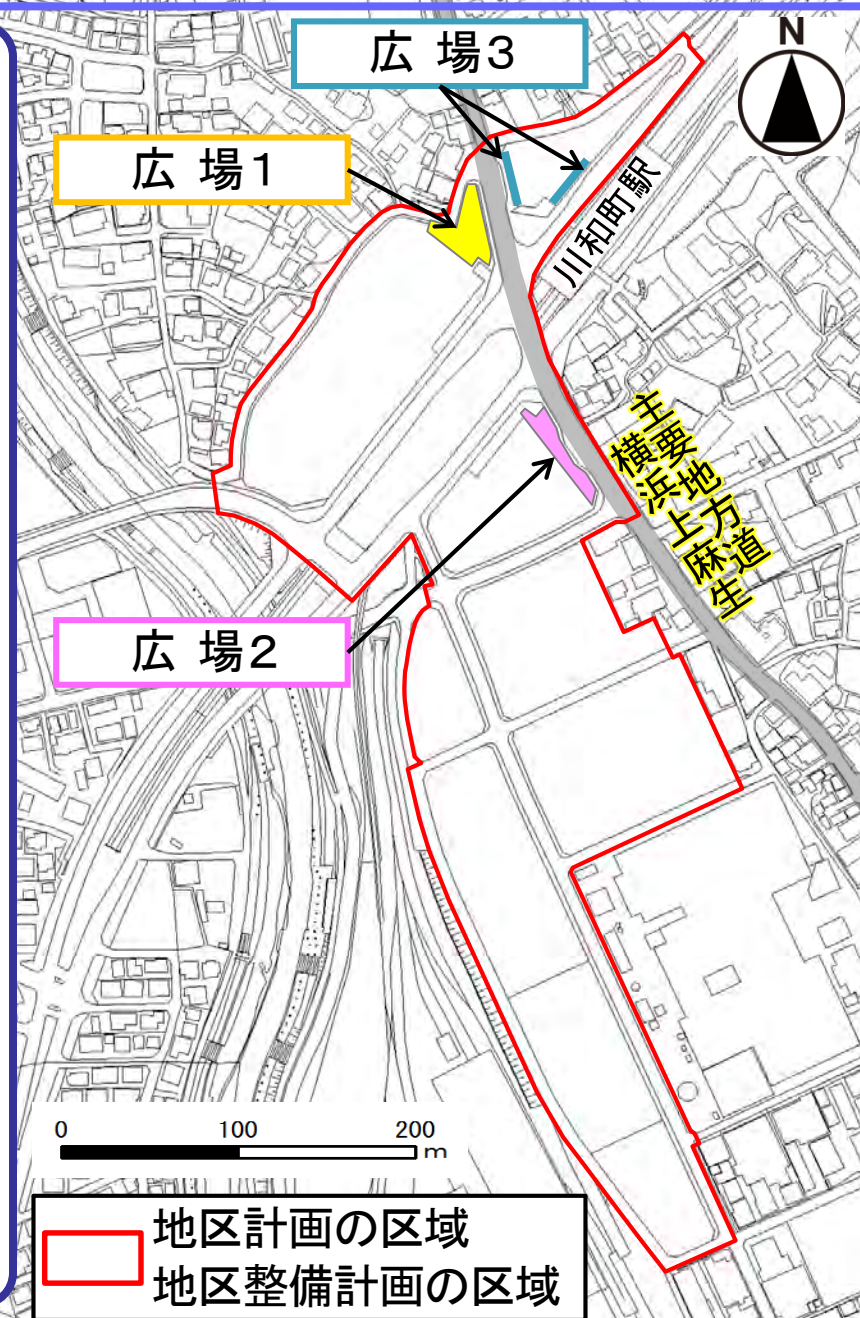 広 場3
N
広 場1
川和町駅
主要地方道
横浜上麻生
広 場2
0 100 200
m
地区計画の区域
地区整備計画の区域